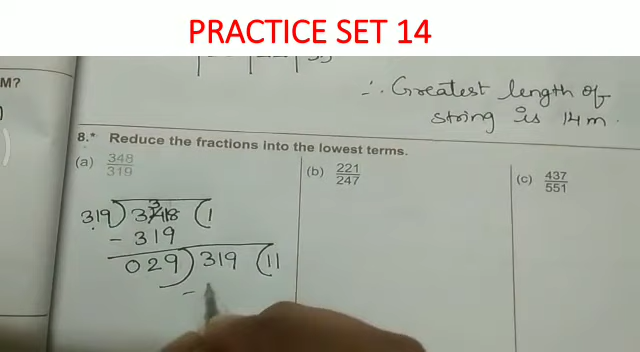 PRACTICE SET 14
M?
∴ Greatest length of
string is 14 m.
8.* Reduce the fractions into the lowest terms.
(a) 348/319
(b) 221/247
(c) 437/551
319) 348 (1
- 319
029) 319 (11
-